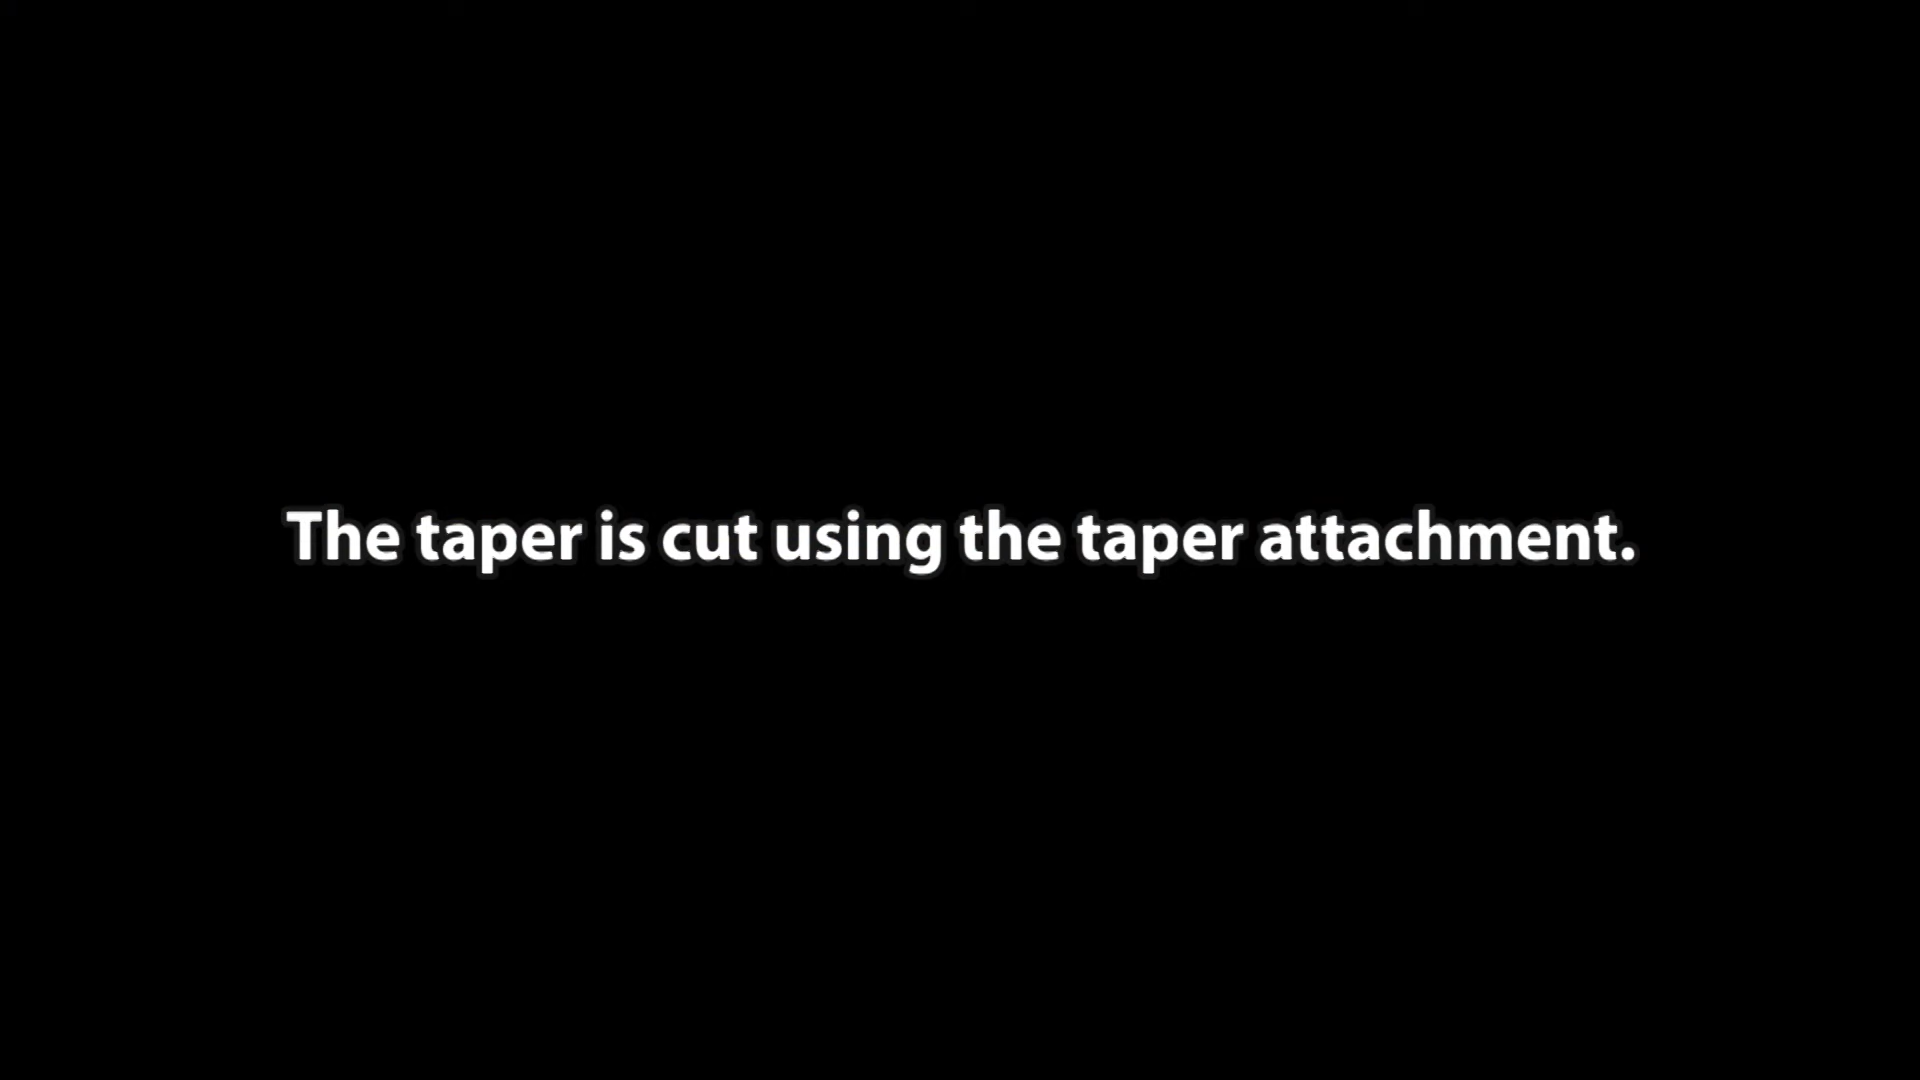 The taper is cut using the taper attachment.